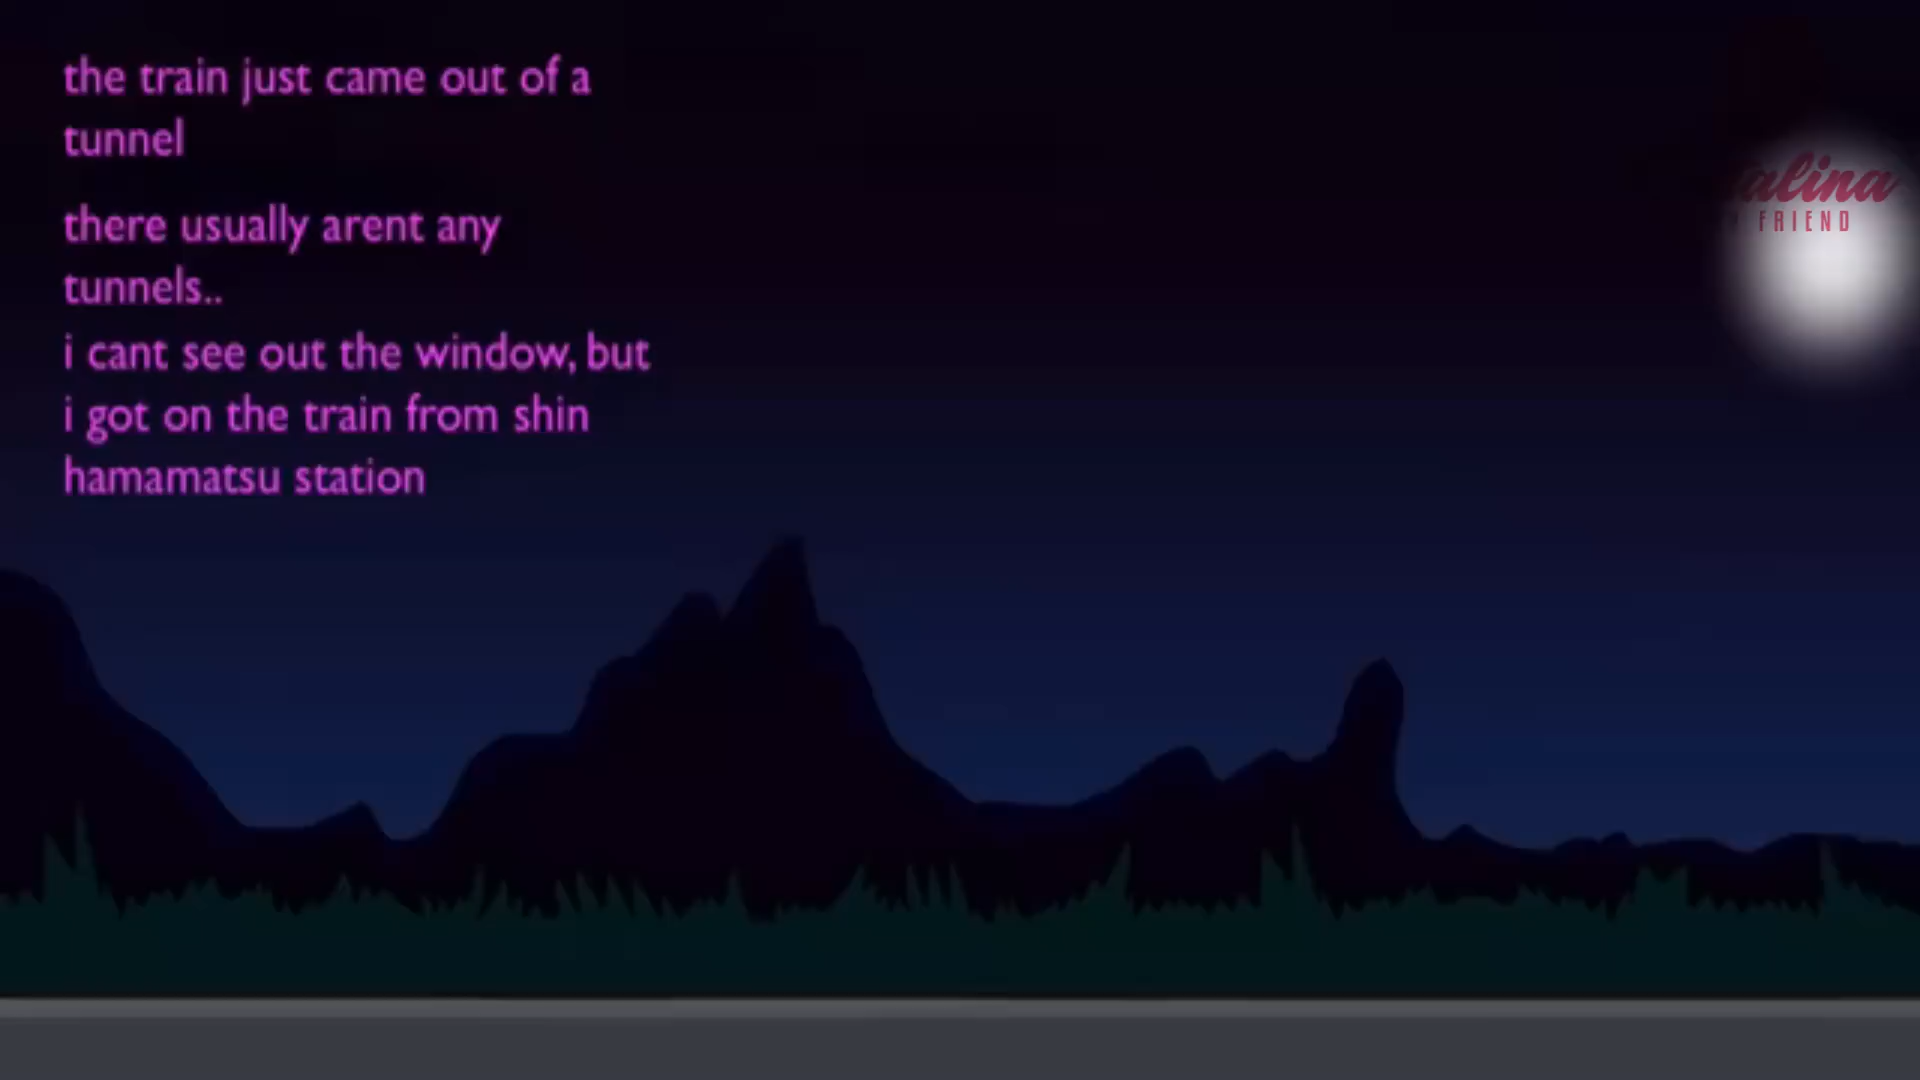 the train just came out of a
tunnel
there usually arent any
tunnels..
i cant see out the window, but
i got on the train from shin
hamamatsu station
FRIEND